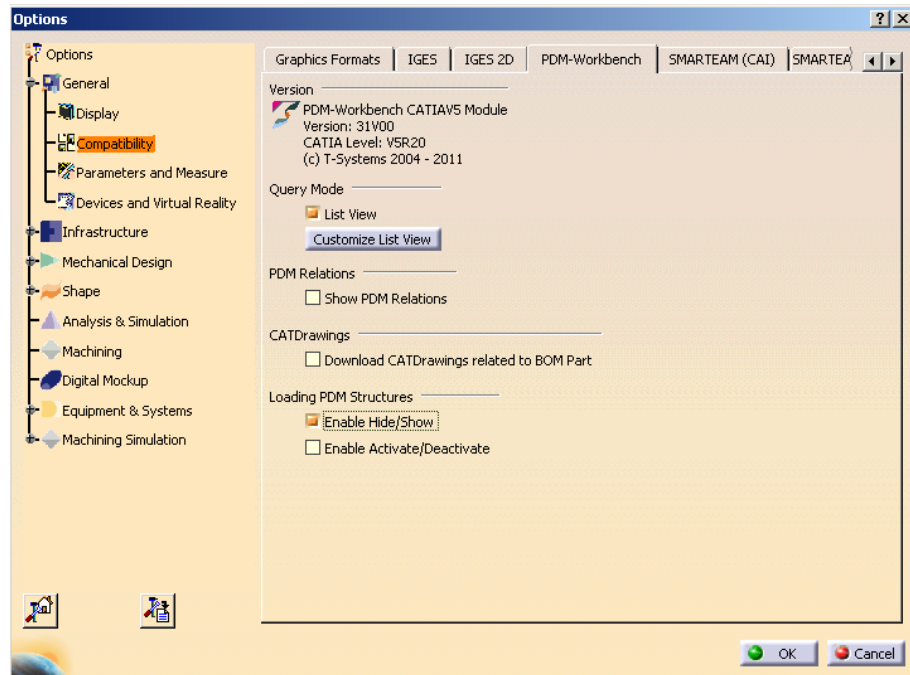 Options
Options
General
Display
Compatibility
Parameters and Measure
Devices and Virtual Reality
Infrastructure
Mechanical Design
Shape
Analysis & Simulation
Machining
Digital Mockup
Equipment & Systems
Machining Simulation
Graphics Formats
IGES
IGES 2D
PDM-Workbench
SMARTEAM (CAI)
SMARTEA
Version
PDM-Workbench CATIAV5 Module
Version: 31V00
CATIA Level: V5R20
(c) T-Systems 2004 - 2011
Query Mode
List View
Customize List View
PDM Relations
Show PDM Relations
CATDrawings
Download CATDrawings related to BOM Part
Loading PDM Structures
Enable Hide/Show
Enable Activate/Deactivate
OK
Cancel